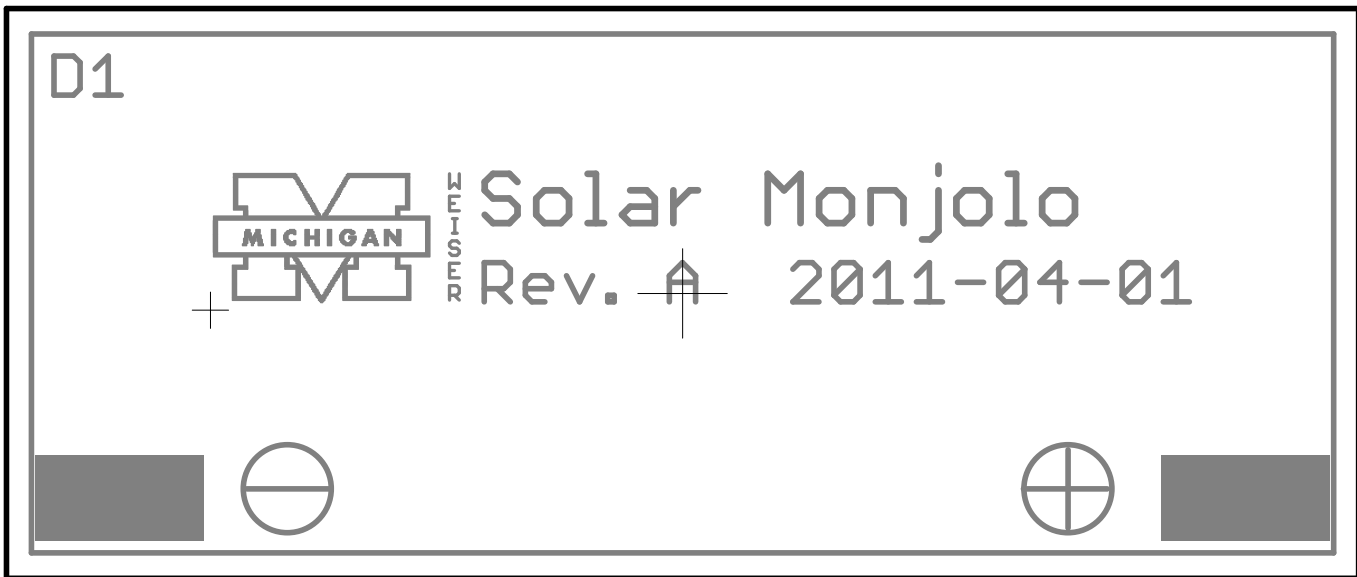 D1
MICHIGAN
WEISER
Solar Monjolo
Rev. A 2011-04-01